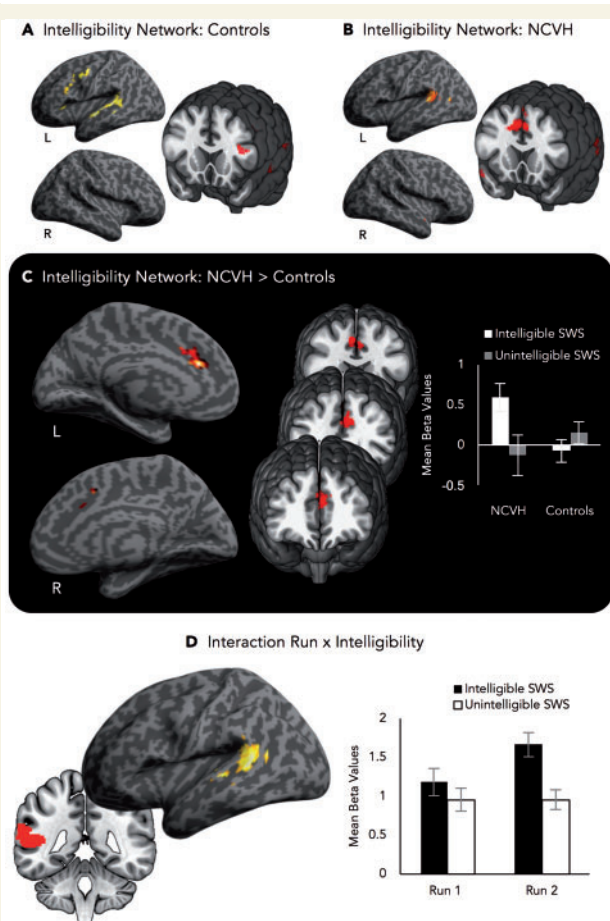 A Intelligibility Network: Controls
B Intelligibility Network: NCVH
L
R
L
R
C Intelligibility Network: NCVH > Controls
L
R
Intelligible SWS
Unintelligible SWS
Mean Beta Values
1
0.5
0
-0.5
NCVH
Controls
D Interaction Run x Intelligibility
Intelligible SWS
Unintelligible SWS
Mean Beta Values
2
1.5
1
0.5
0
Run 1
Run 2